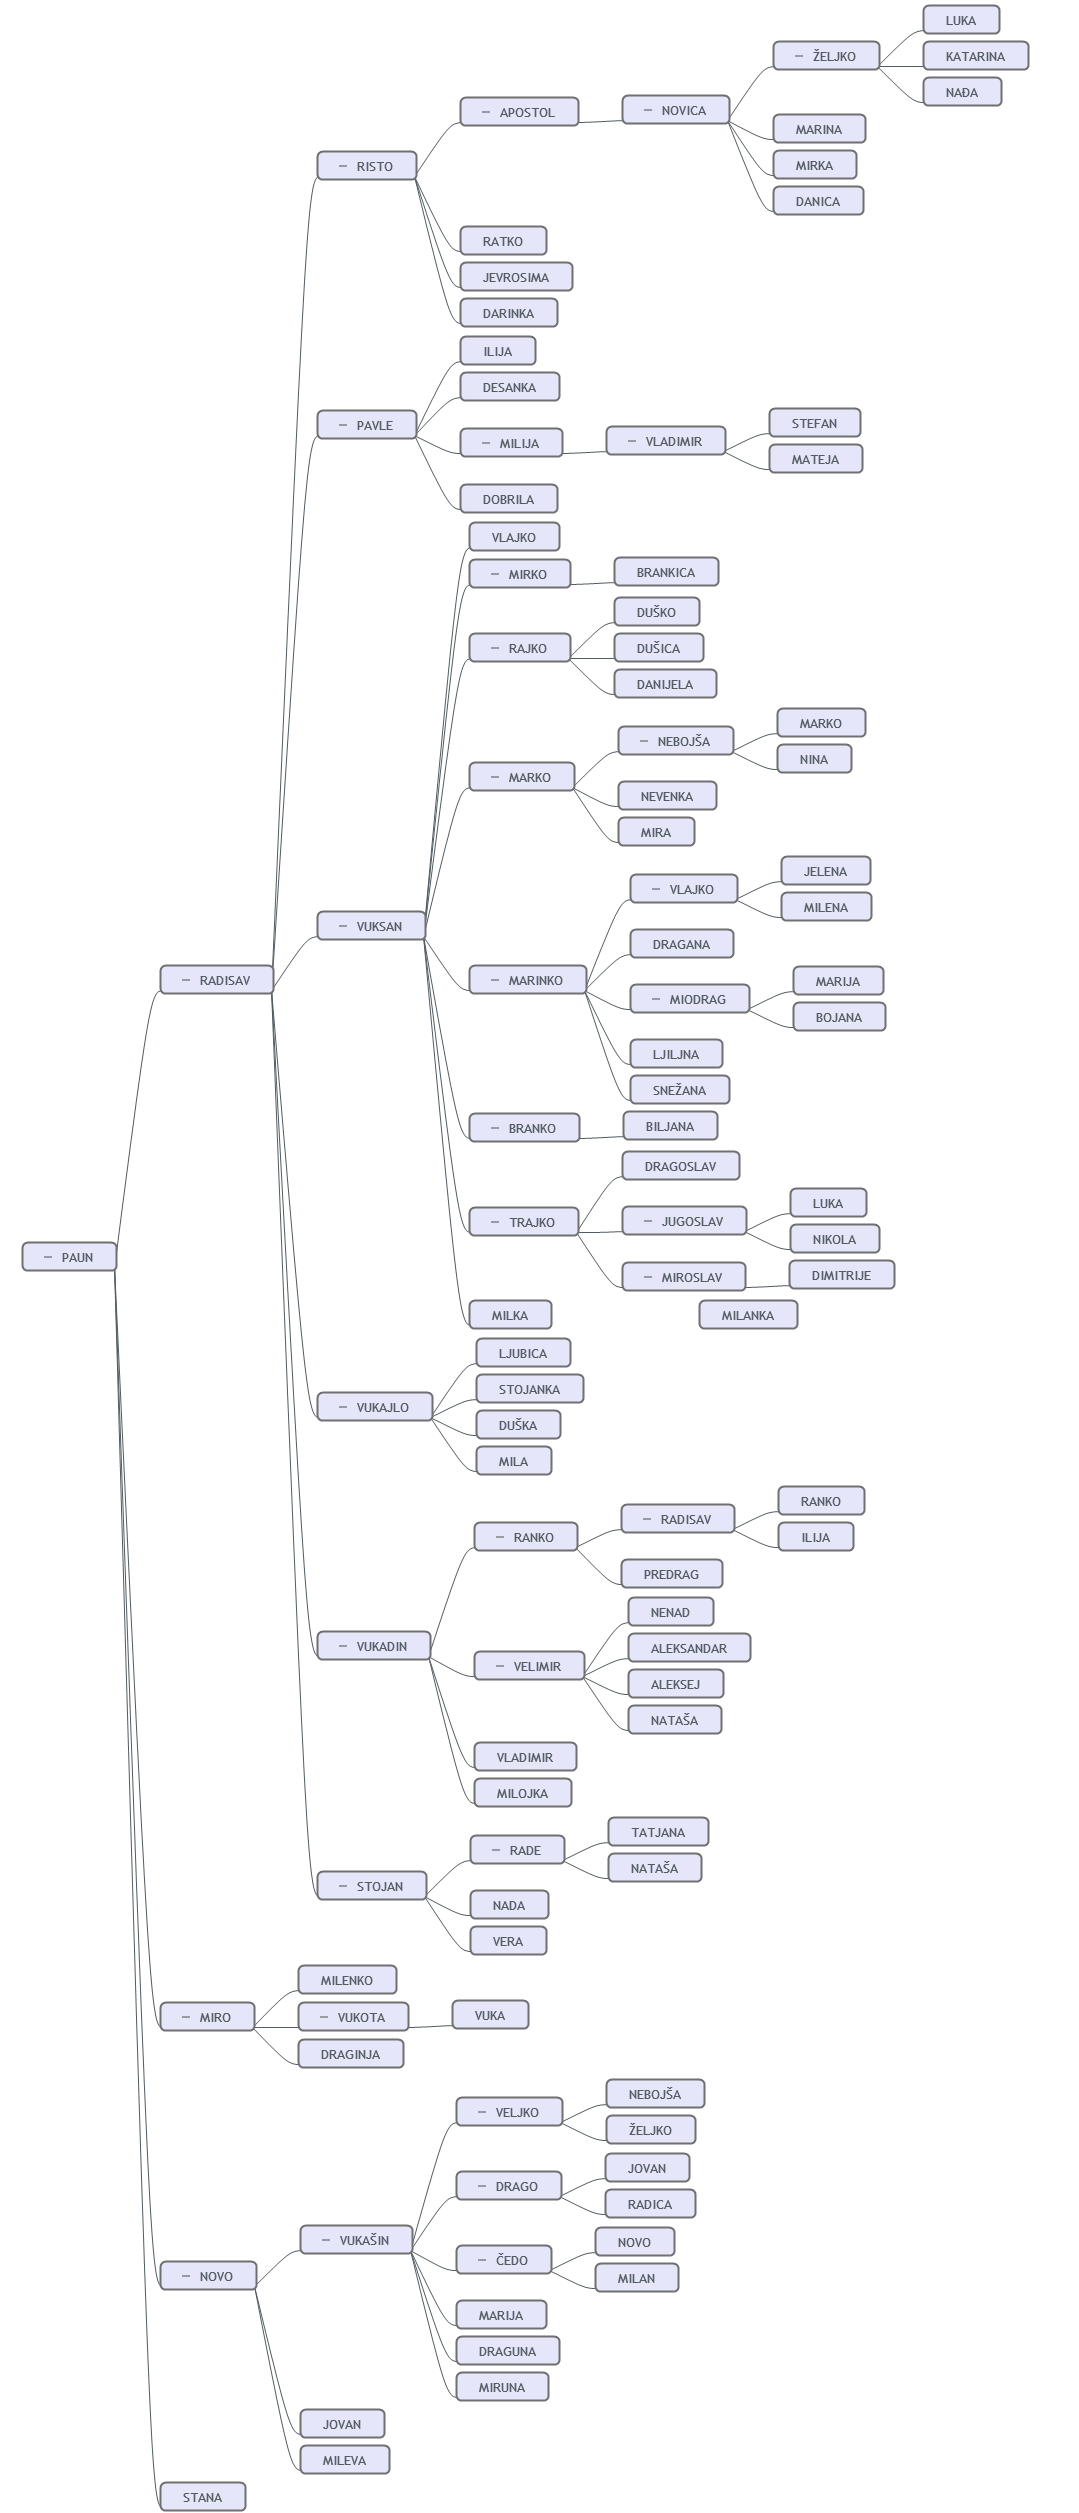 LUKA
– ŽELJKO
KATARINA
NAĐA
– APOSTOL
– NOVICA
MARINA
MIRKA
DANICA
– RISTO
RATKO
JEVROSIMA
DARINKA
ILIJA
DESANKA
– PAVLE
– MILIJA
– VLADIMIR
STEFAN
MATEJA
DOBRILA
VLAJKO
– MIRKO
BRANKICA
DUŠKO
– RAJKO
DUŠICA
DANIJELA
– MARKO
– NEBOJŠA
MARKO
NINA
NEVENKA
MIRA
– VUKSAN
– VLAJKO
JELENA
MILENA
DRAGANA
– RADISAV
– MARINKO
– MIODRAG
MARIJA
BOJANA
LJILJNA
SNEŽANA
– BRANKO
BILJANA
DRAGOSLAV
– TRAJKO
– JUGOSLAV
LUKA
NIKOLA
– PAUN
– MIROSLAV
DIMITRIJE
MILKA
MILANKA
LJUBICA
STOJANKA
– VUKAJLO
DUŠKA
MILA
– RANKO
– RADISAV
RANKO
ILIJA
PREDRAG
NENAD
– VUKADIN
ALEKSANDAR
– VELIMIR
ALEKSEJ
NATAŠA
VLADIMIR
MILOJKA
– RADE
TATJANA
NATAŠA
– STOJAN
NADA
VERA
MILENKO
– MIRO
– VUKOTA
VUKA
DRAGINJA
– VELJKO
NEBOJŠA
ŽELJKO
– DRAGO
JOVAN
RADICA
– VUKAŠIN
– ČEDO
NOVO
MILAN
– NOVO
MARIJA
DRAGUNA
MIRUNA
JOVAN
MILEVA
STANA